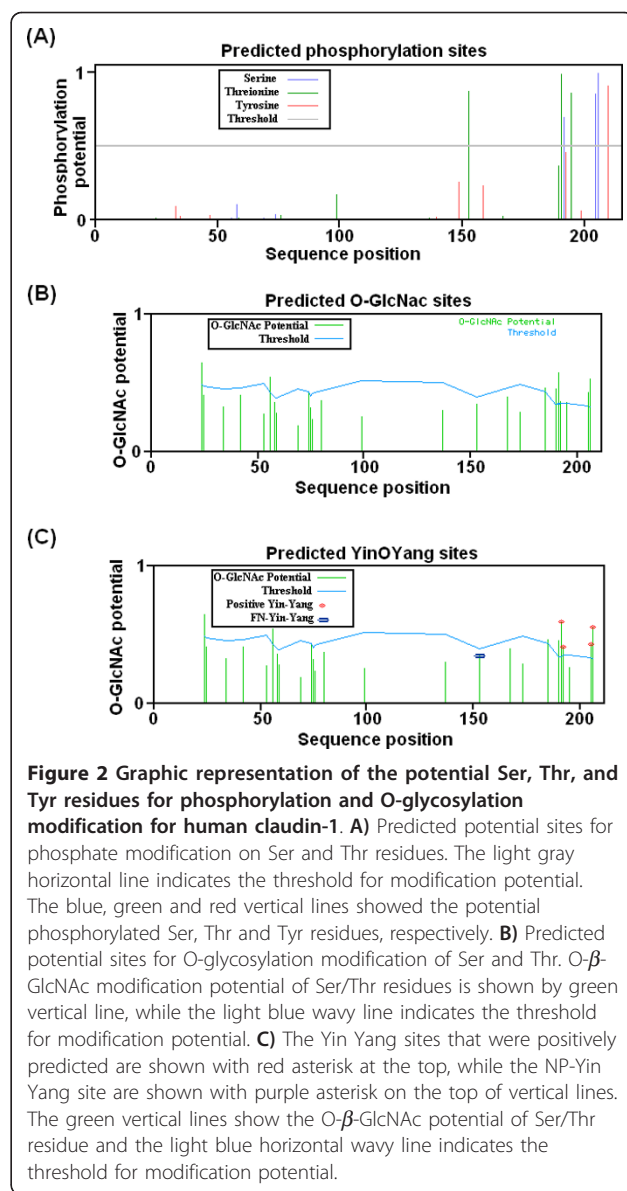 (A)
Predicted phosphorylation sites
Phosphorylation
potential
1
0
Serine
Threionine
Tyrosine
Threshold
0 50 100 150 200
Sequence position
(B)
Predicted O-GlcNac sites
O-GlcNAc potential
1
0
O-GlcNAc Potential
Threshold
O-GlcNAc Potential
Threshold
0 50 100 150 200
Sequence position
(C)
Predicted YinOYang sites
O-GlcNAc potential
1
0
O-GlcNAc Potential
Threshold
Positive Yin-Yang
FN-Yin-Yang
0 50 100 150 200
Sequence position
Figure 2 Graphic representation of the potential Ser, Thr, and
Tyr residues for phosphorylation and O-glycosylation
modification for human claudin-1. A) Predicted potential sites for
phosphate modification on Ser and Thr residues. The light gray
horizontal line indicates the threshold for modification potential.
The blue, green and red vertical lines showed the potential
phosphorylated Ser, Thr and Tyr residues, respectively. B) Predicted
potential sites for O-glycosylation modification of Ser and Thr. O-β-
GlcNAc modification potential of Ser/Thr residues is shown by green
vertical line, while the light blue wavy line indicates the threshold
for modification potential. C) The Yin Yang sites that were positively
predicted are shown with red asterisk at the top, while the NP-Yin
Yang site are shown with purple asterisk on the top of vertical lines.
The green vertical lines show the O-β-GlcNAc potential of Ser/Thr
residue and the light blue horizontal wavy line indicates the
threshold for modification potential.